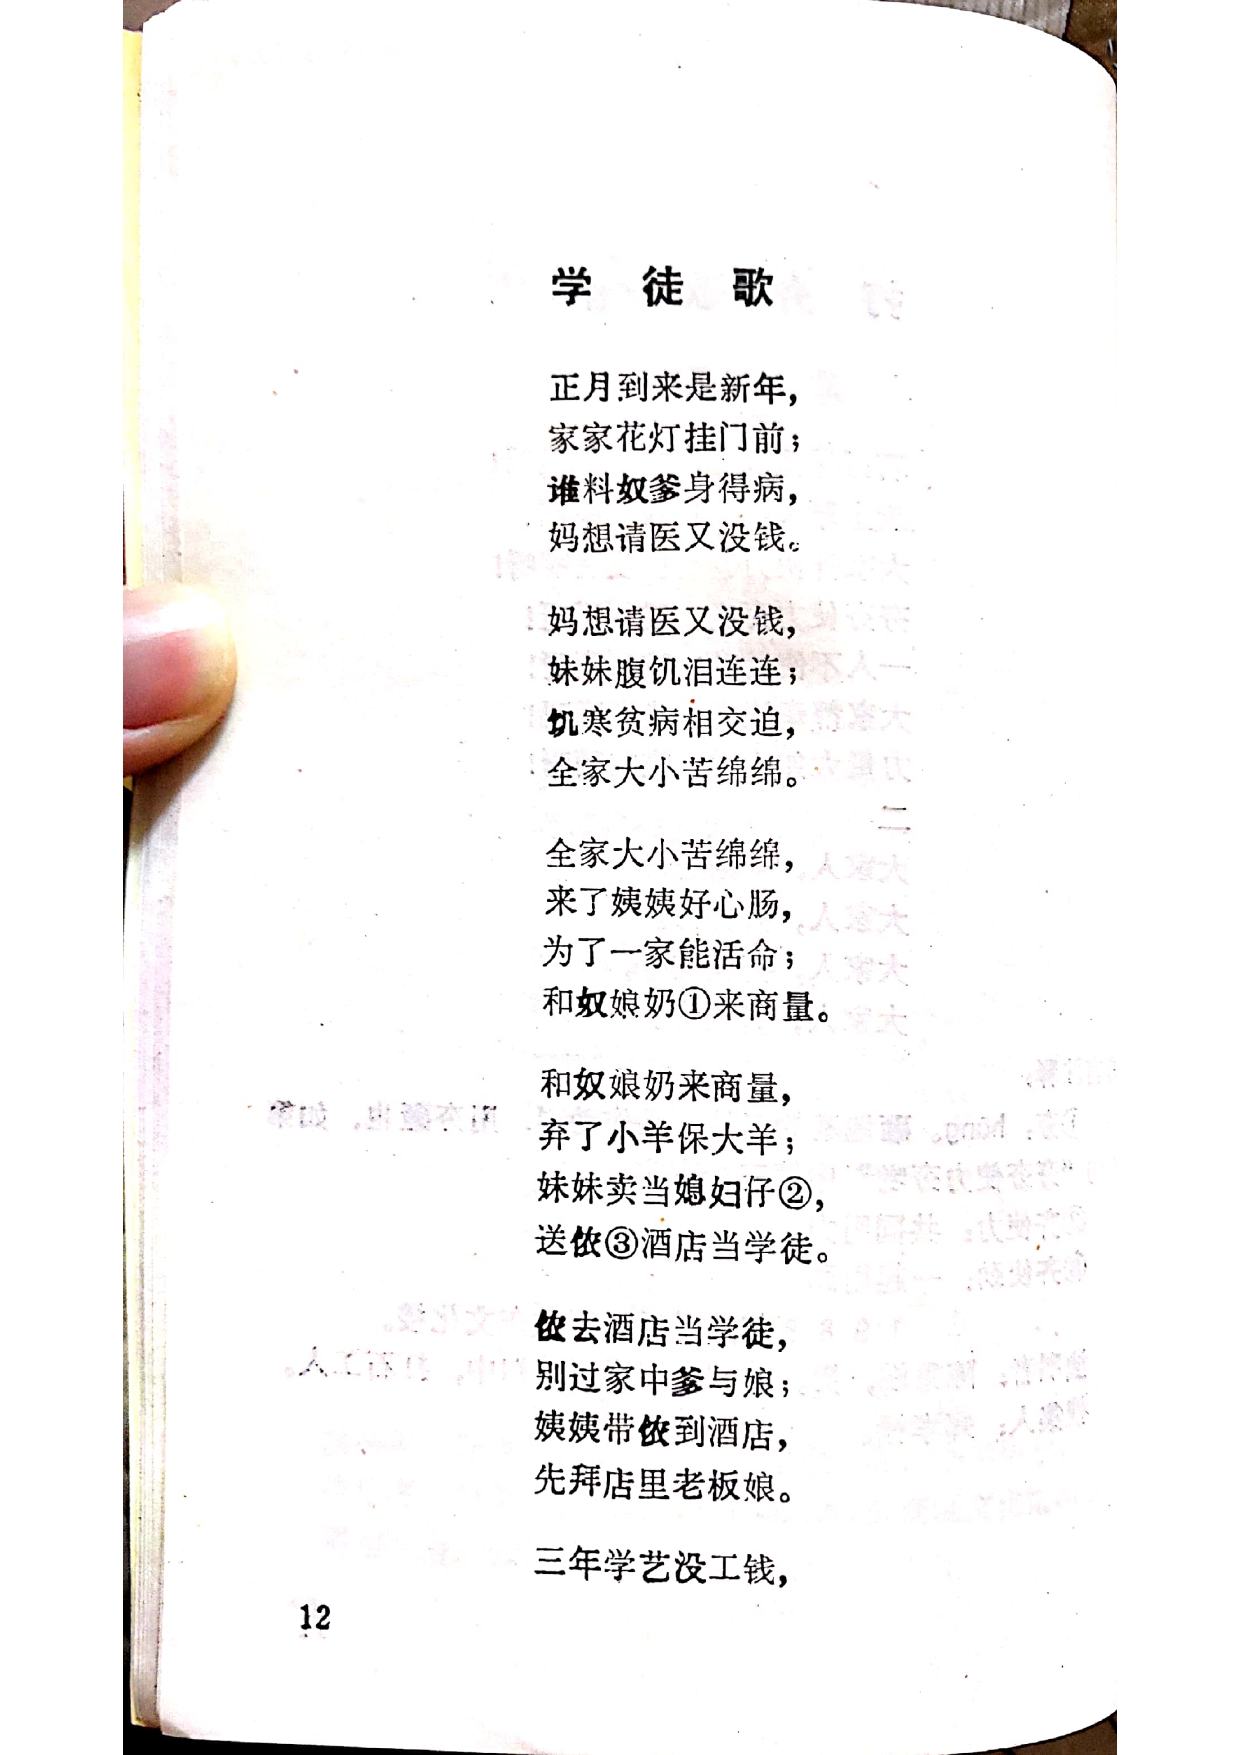 学徒歌
正月到来是新年，
家家花灯挂门前；
谁料奴爹身得病，
妈想请医又没钱。
妈想请医又没钱，
妹妹腹饥泪连连；
饥寒贫病相交迫，
全家大小苦绵绵。
全家大小苦绵绵，
来了姨姨好心肠，
为了一家能活命；
和奴娘奶①来商量。
和奴娘奶来商量，
弃了小羊保大羊；
妹妹卖当媳妇仔②，
送侬③酒店当学徒。
侬去酒店当学徒，
别过家中爹与娘；
姨姨带侬到酒店，
先拜店里老板娘。
三年学艺没工钱，
12